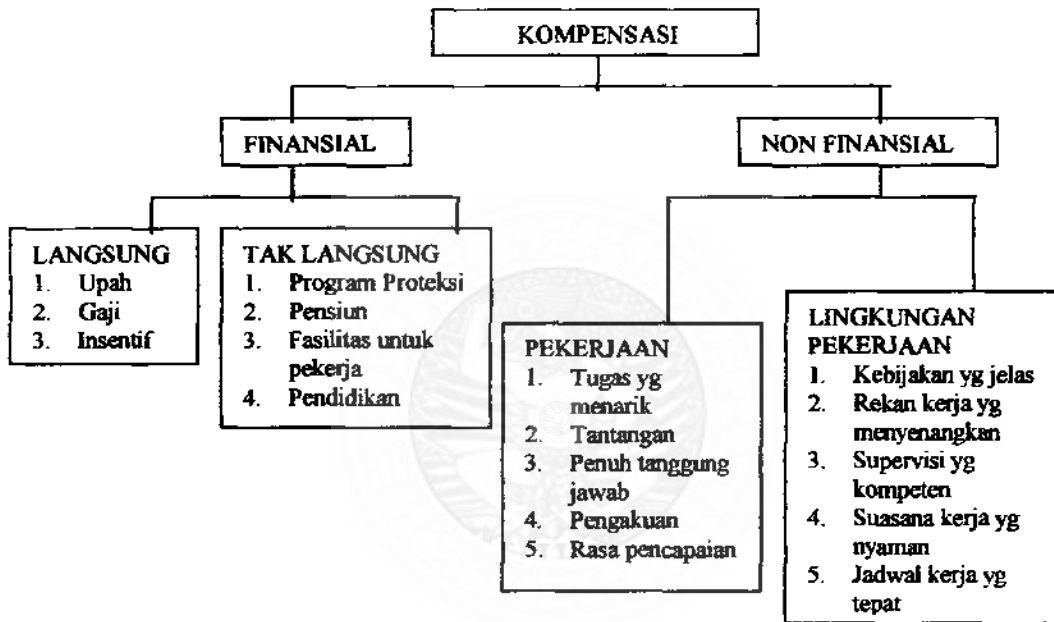 KOMPENSASI
FINANSIAL
NON FINANSIAL
LANGSUNG
1. Upah
2. Gaji
3. Insentif
TAK LANGSUNG
1. Program Proteksi
2. Pensiun
3. Fasilitas untuk
pekerja
4. Pendidikan
PEKERJAAN
1. Tugas yg
menarik
2. Tantangan
3. Penuh tanggung
jawab
4. Pengakuan
5. Rasa pencapaian
LINGKUNGAN
PEKERJAAN
1. Kebijakan yg jelas
2. Rekan kerja yg
menyenangkan
3. Supervisi yg
kompeten
4. Suasana kerja yg
nyaman
5. Jadwal kerja yg
tepat